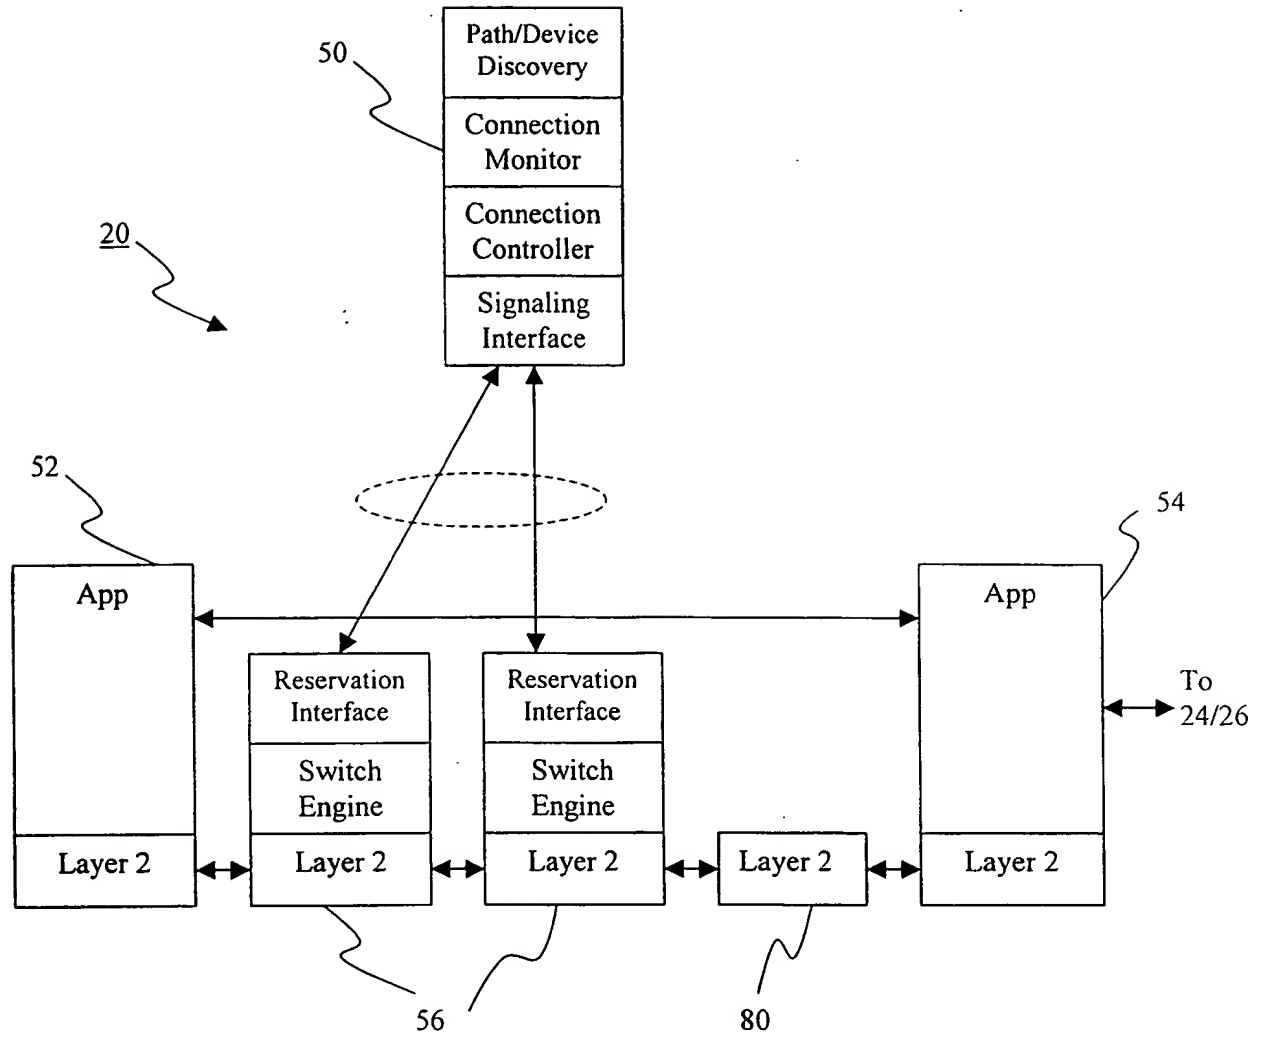 Path/Device
Discovery
50
Connection
Monitor
Connection
Controller
20
Signaling
Interface
52
54
App
App
Reservation
Interface
Reservation
Interface
To
24/26
Switch
Engine
Switch
Engine
Layer 2
Layer 2
Layer 2
Layer 2
Layer 2
56
80